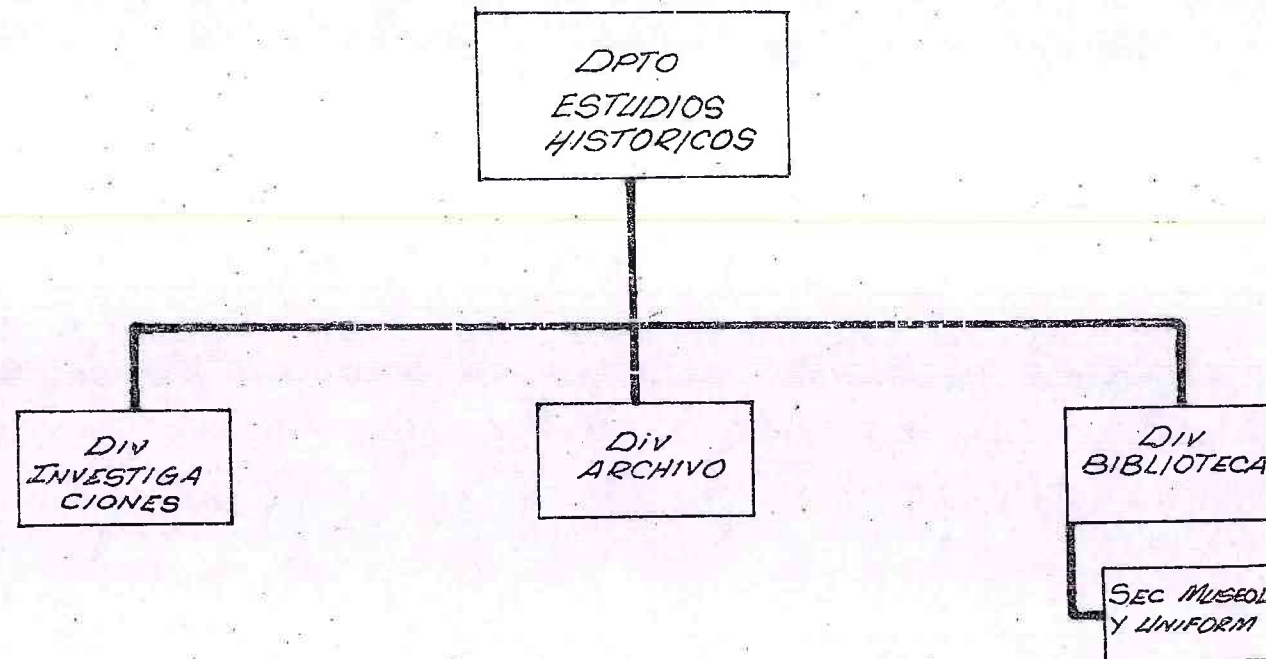 DPTO
ESTUDIOS
HISTORICOS
DIV
INVESTIGA
CIONES
DIV
ARCHIVO
DIV
BIBLIOTECA
SEC MUSEOL
Y UNIFORM